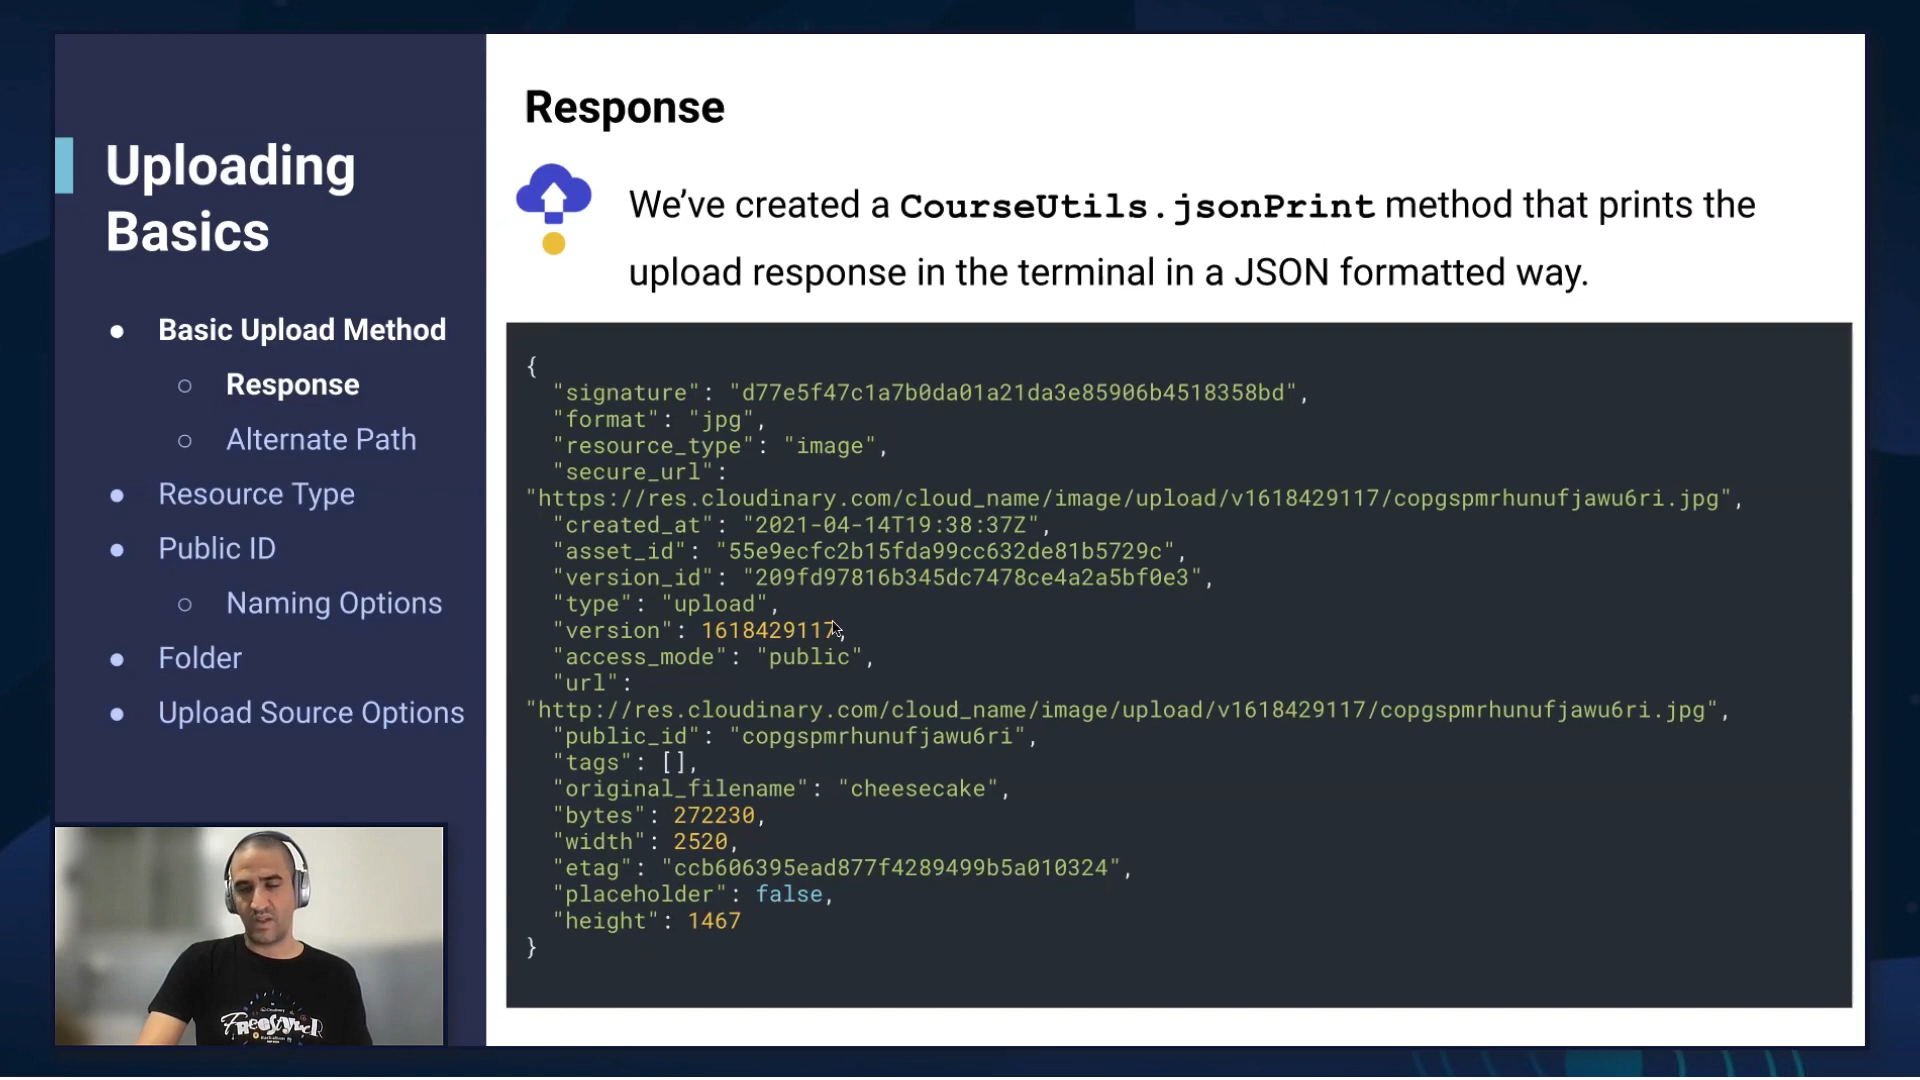 Uploading
Basics
Basic Upload Method
Response
Alternate Path
Resource Type
Public ID
Naming Options
Folder
Upload Source Options
Response
We’ve created a CourseUtils.jsonPrint method that prints the
upload response in the terminal in a JSON formatted way.
{
"signature": "d77e5f47c1a7b0da01a21da3e85906b4518358bd",
"format": "jpg",
"resource_type": "image",
"secure_url":
"https://res.cloudinary.com/cloud_name/image/upload/v1618429117/copgspmrhunufjawu6ri.jpg",
"created_at": "2021-04-14T19:38:37Z",
"asset_id": "55e9ecfc2b15fda99cc632de81b5729c",
"version_id": "209fd97816b345dc7478ce4a2a5bf0e3",
"type": "upload",
"version": 1618429117,
"access_mode": "public",
"url":
"http://res.cloudinary.com/cloud_name/image/upload/v1618429117/copgspmrhunufjawu6ri.jpg",
"public_id": "copgspmrhunufjawu6ri",
"tags": [],
"original_filename": "cheesecake",
"bytes": 272230,
"width": 2520,
"etag": "ccb606395ead877f4289499b5a010324",
"placeholder": false,
"height": 1467
}